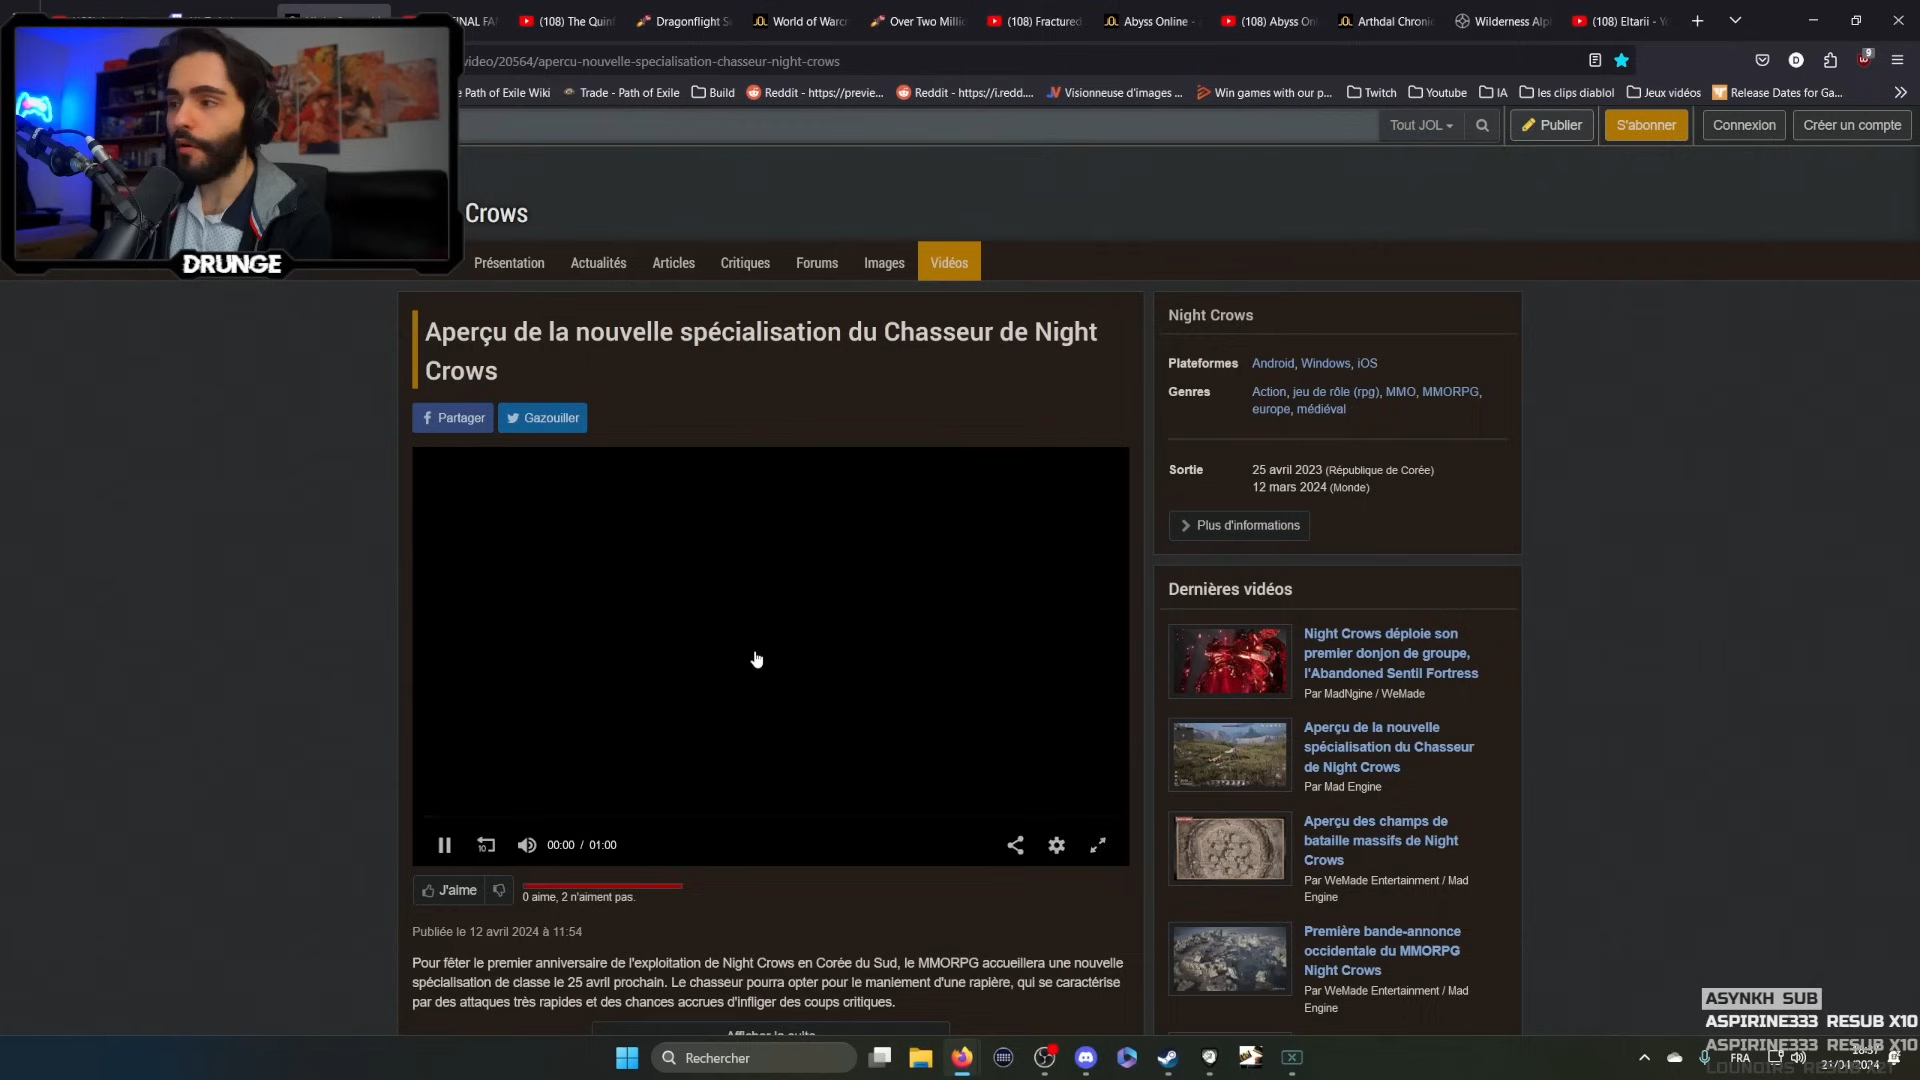 FINAL FA
(108) The Quin
Dragonflight S
World of Warc
Over Two Milli
(108) Fractured
Abyss Online -
(108) Abyss On
Arthdal Chroni
Wilderness Alp
(108) Eltarii - Y
video/20564/apercu-nouvelle-specialisation-chasseur-night-crows
9
e Path of Exile Wiki
Trade - Path of Exile
Build
Reddit - https://previe...
Reddit - https://i.redd....
Visionneuse d'images ...
Win games with our p...
Twitch
Youtube
IA
les clips diablol
Jeux vidéos
Release Dates for Ga...
Tout JOL
Publier
S'abonner
Connexion
Créer un compte
Crows
DRUNGE
Présentation
Actualités
Articles
Critiques
Forums
Images
Vidéos
Aperçu de la nouvelle spécialisation du Chasseur de Night
Crows
Partager
Gazouiller
10
00:00 / 01:00
J'aime
0 aime, 2 n'aiment pas.
Publiée le 12 avril 2024 à 11:54
Pour fêter le premier anniversaire de l'exploitation de Night Crows en Corée du Sud, le MMORPG accueillera une nouvelle
spécialisation de classe le 25 avril prochain. Le chasseur pourra opter pour le maniement d'une rapière, qui se caractérise
par des attaques très rapides et des chances accrues d'infliger des coups critiques.
Afficher la suite
Night Crows
Plateformes Android, Windows, iOS
Genres Action, jeu de rôle (rpg), MMO, MMORPG,
europe, médiéval
Sortie 25 avril 2023 (République de Corée)
12 mars 2024 (Monde)
Plus d'informations
Dernières vidéos
Night Crows déploie son
premier donjon de groupe,
l'Abandoned Sentil Fortress
Par MadNgine / WeMade
Aperçu de la nouvelle
spécialisation du Chasseur
de Night Crows
Par Mad Engine
Aperçu des champs de
bataille massifs de Night
Crows
Par WeMade Entertainment / Mad
Engine
Première bande-annonce
occidentale du MMORPG
Night Crows
Par WeMade Entertainment / Mad
Engine
ASYNKH SUB
ASPIRINE333 RESUB X10
ASPIRINE333 RESUB X10
Rechercher
FRA
21/04/2024